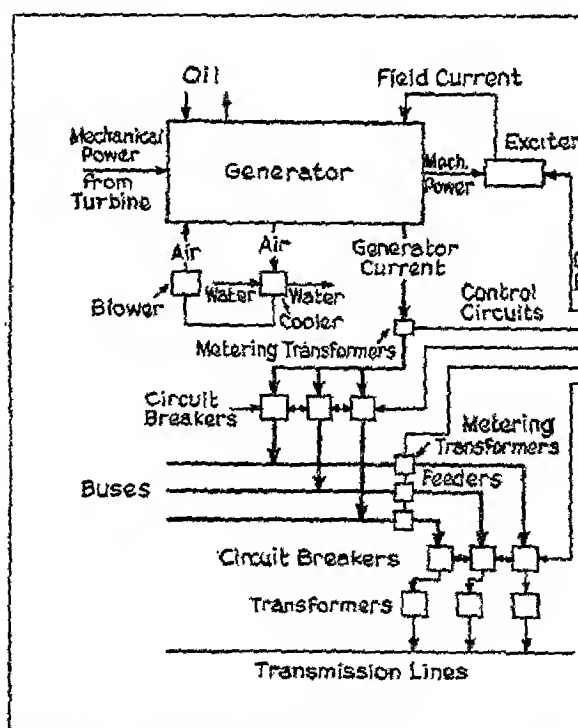 Oil
Field Current
Mechanical
Power
from
Turbine
Generator
Mech.
Power
Exciter
Air
Air
Generator
Current
Blower
Water
Water
Cooler
Control
Circuits
Metering Transformers
Circuit
Breakers
Metering
Transformers
Feeders
Buses
Circuit Breakers
Transformers
Transmission Lines